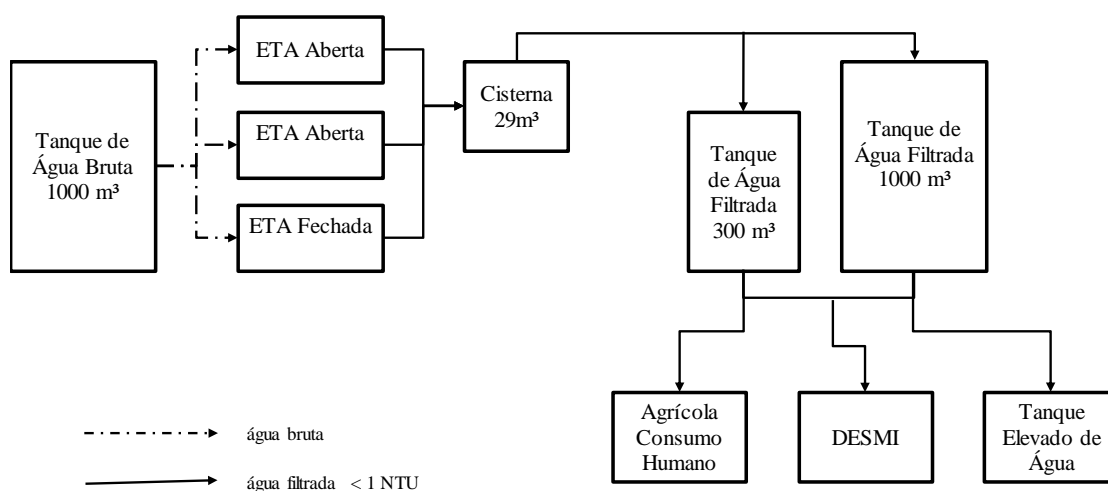 Tanque de
Água Bruta
1000 m³
ETA Aberta
ETA Aberta
ETA Fechada
Cisterna
29m³
Tanque
de Água
Filtrada
300 m³
Tanque de
Água Filtrada
1000 m³
Agrícola
Consumo
Humano
DESMI
Tanque
Elevado de
Água
água bruta
água filtrada < 1 NTU